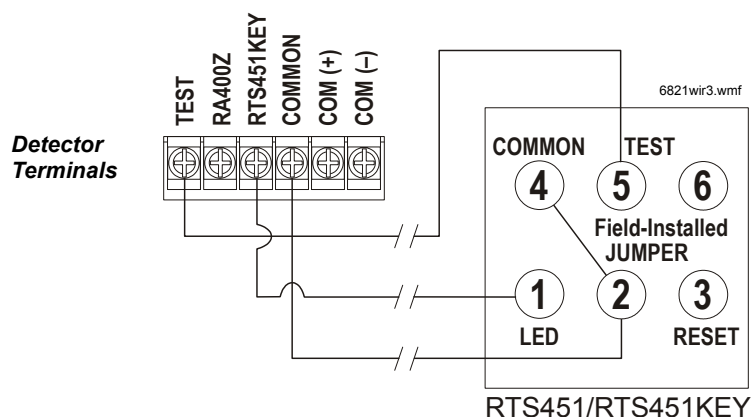 TEST
RA400Z
RTS451KEY
COMMON
COM (+)
COM (–)
Detector
Terminals
6821wir3.wmf
COMMON
TEST
4
5
6
Field-Installed
JUMPER
1
2
3
LED
RESET
RTS451/RTS451KEY